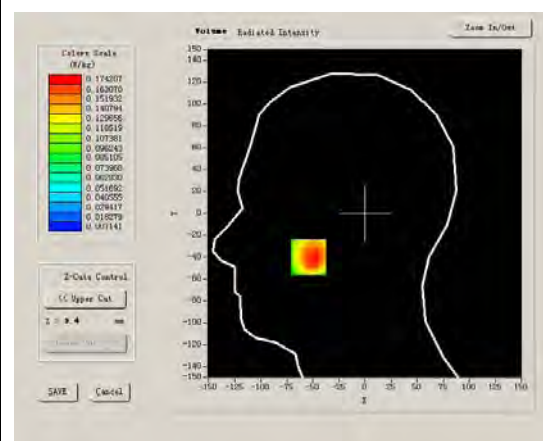 Volume Radiated Intensity
Zoom In/Out
Colors Scale
(W/kg)
0.174207
0.163070
0.151932
0.140794
0.129656
0.118519
0.107381
0.096243
0.085105
0.073968
0.062830
0.051692
0.040555
0.029417
0.018279
0.007141
150
120
100
80
60
40
20
0
-20
-40
-60
-80
-100
-120
-150
Y
-150 -125 -100 -75 -50 -25 0 25 50 75 100 125 150
X
Z-Cuts Control
<< Upper Cut
mm
SAVE
Cancel